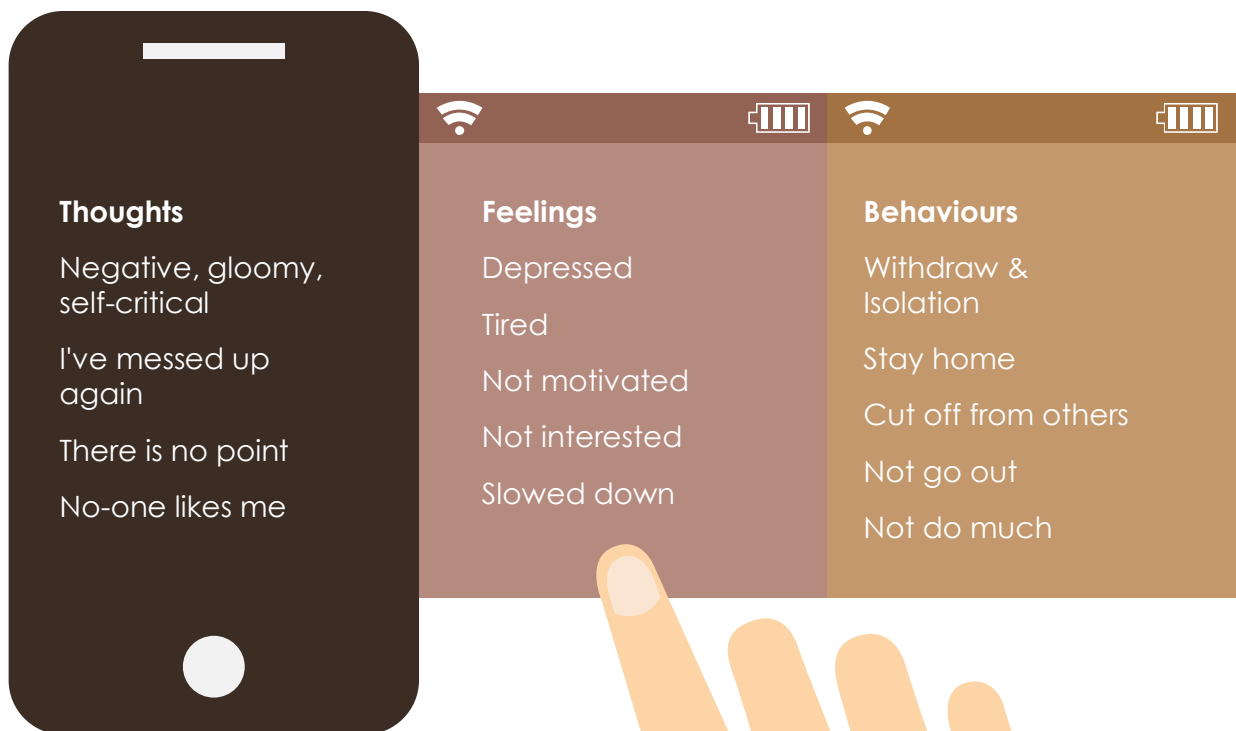 Thoughts
Negative, gloomy,
self-critical
I've messed up
again
There is no point
No-one likes me
Feelings
Depressed
Tired
Not motivated
Not interested
Slowed down
Behaviours
Withdraw &
Isolation
Stay home
Cut off from others
Not go out
Not do much